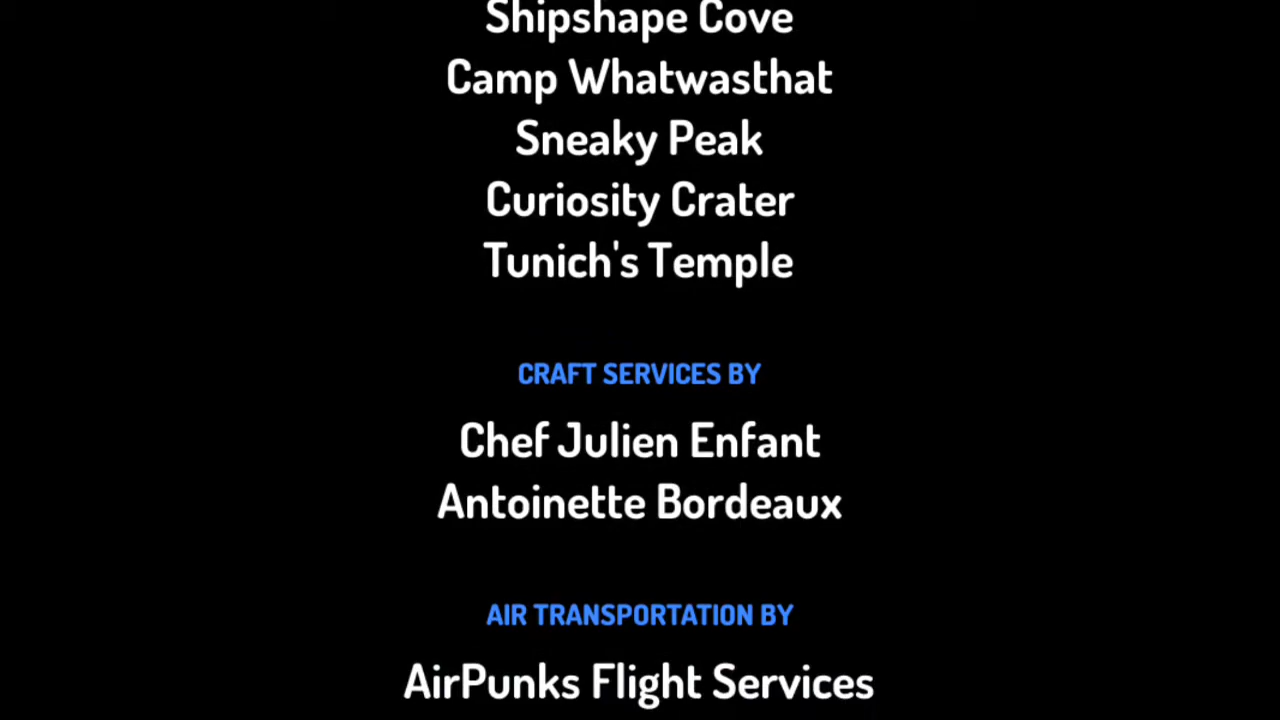 Shipshape Cove
Camp Whatwasthat
Sneaky Peak
Curiosity Crater
Tunich's Temple
CRAFT SERVICES BY
Chef Julien Enfant
Antoinette Bordeaux
AIR TRANSPORTATION BY
AirPunks Flight Services